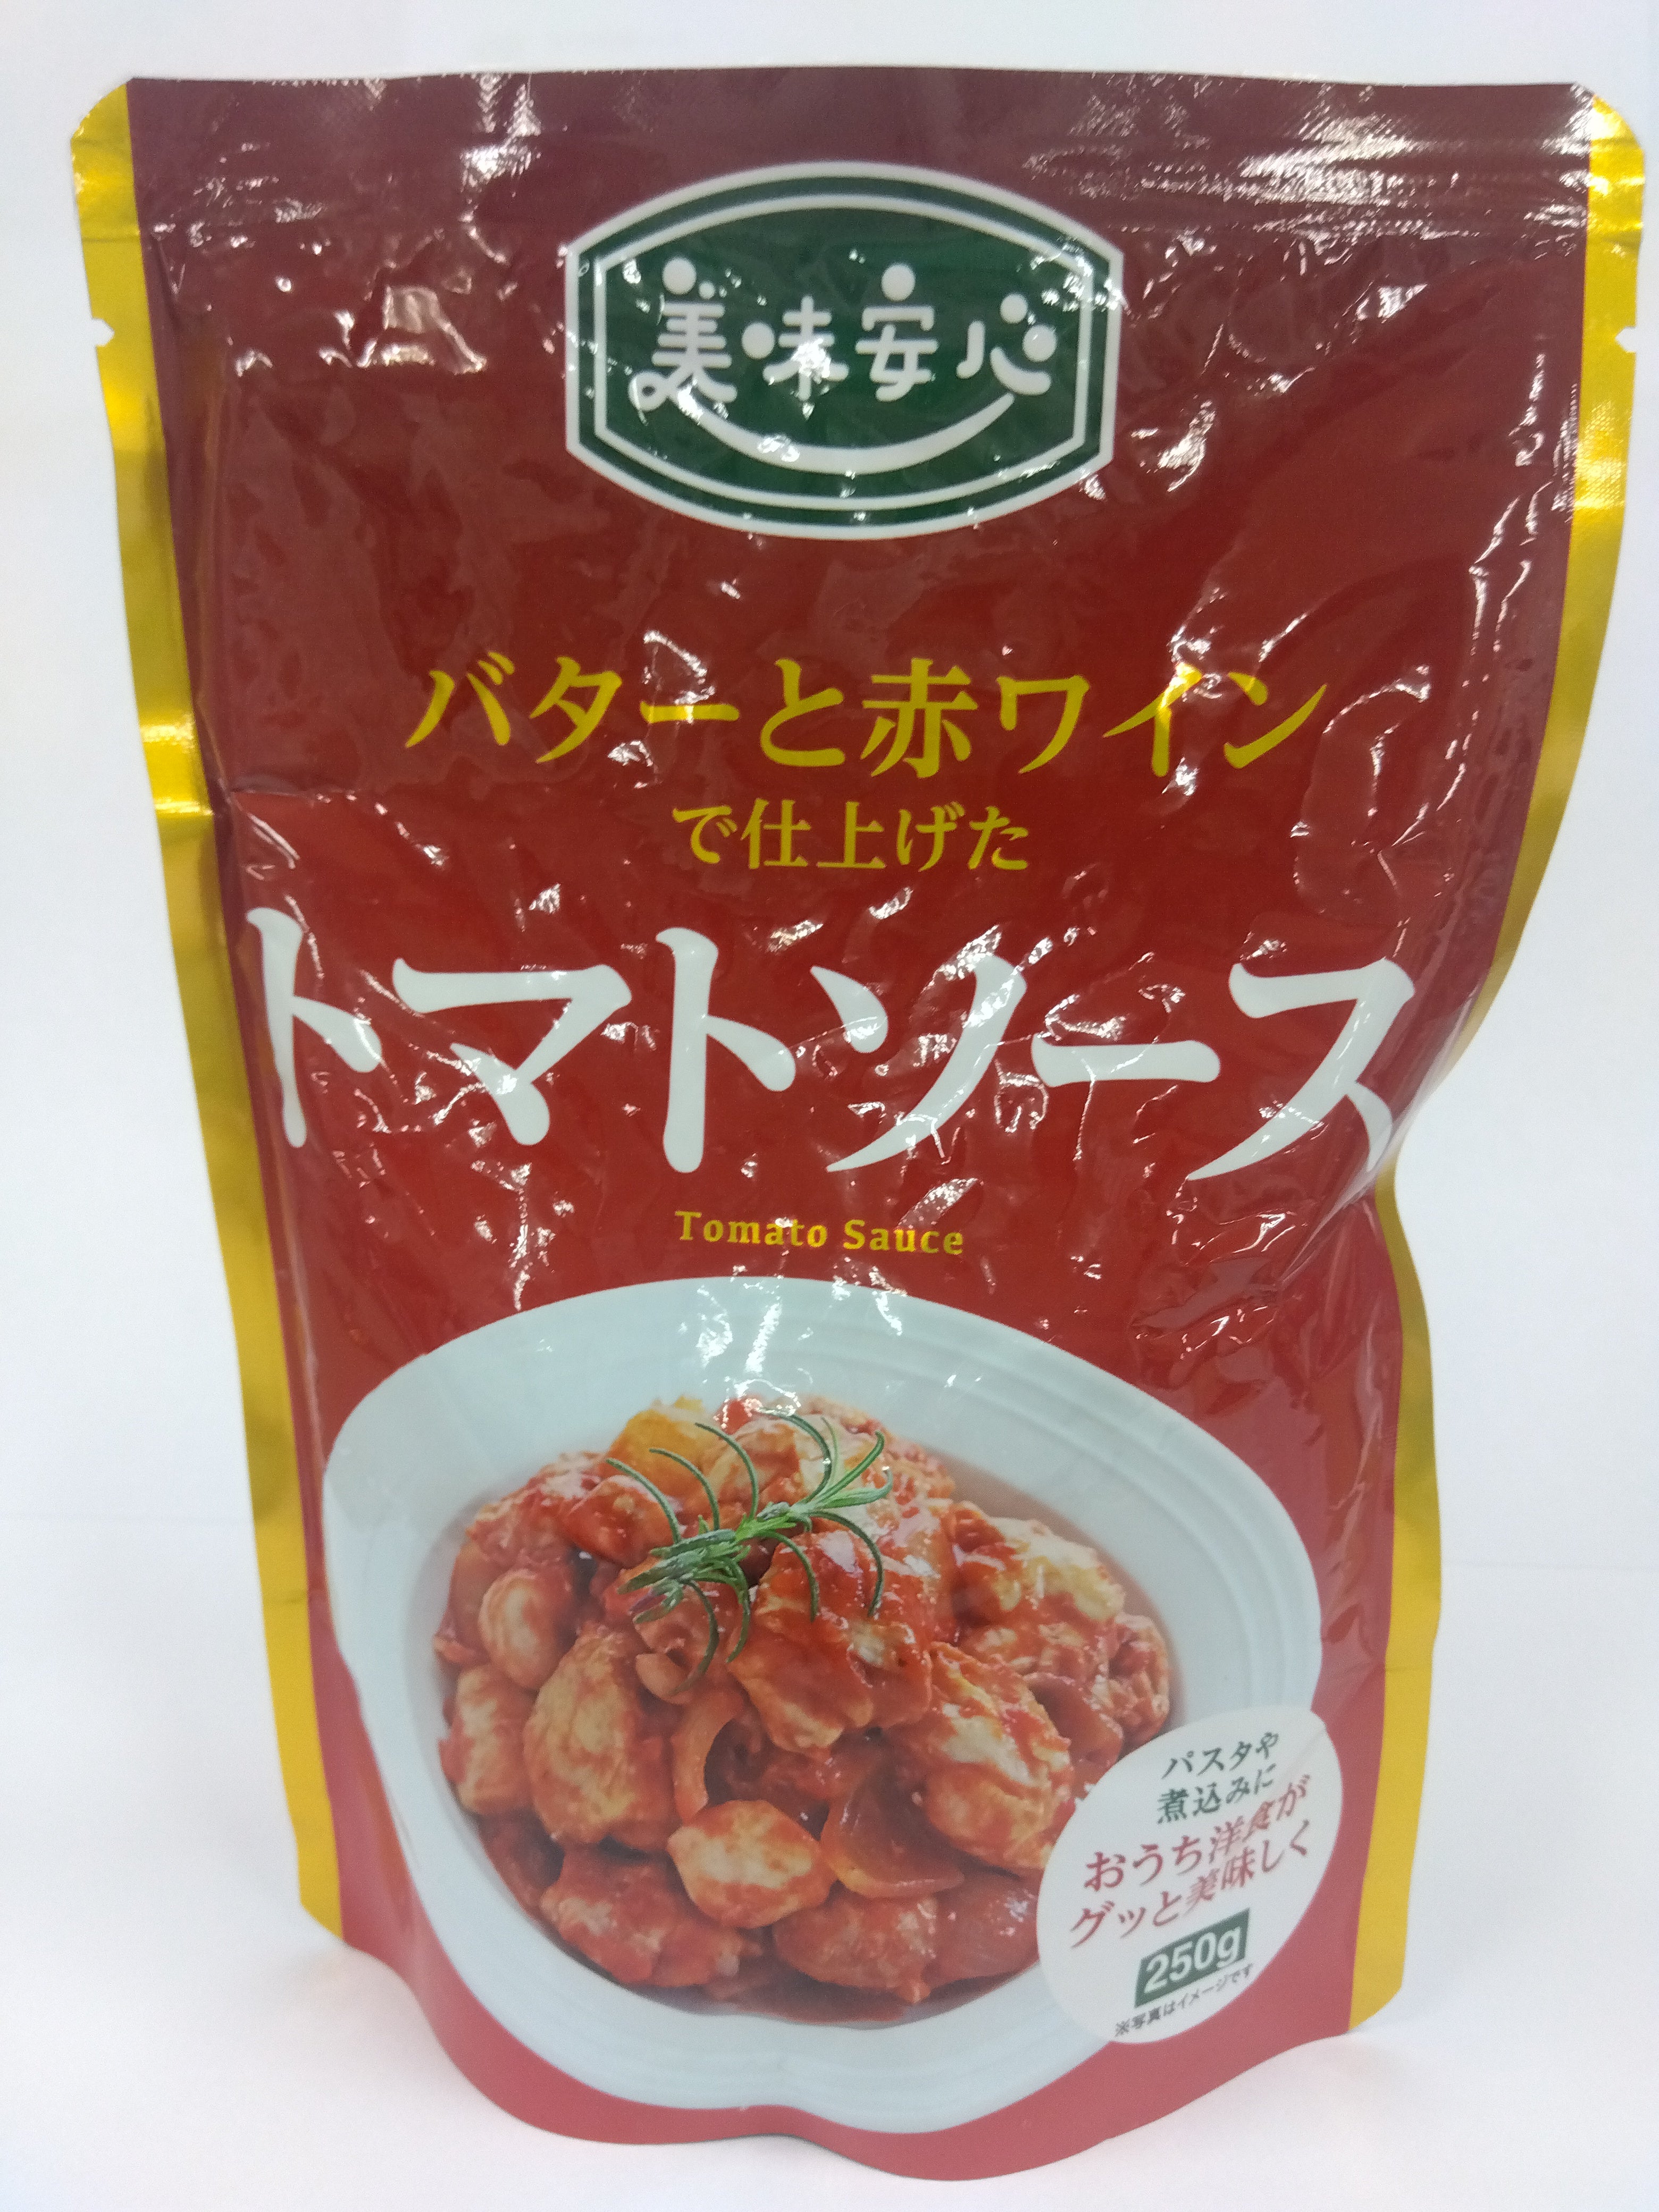 美味安心
バターと赤ワイン
で仕上げた
トマトソース
Tomato Sauce
パスタや
煮込みに
おうち洋食が
グッと美味しく
250g
※写真はイメージです